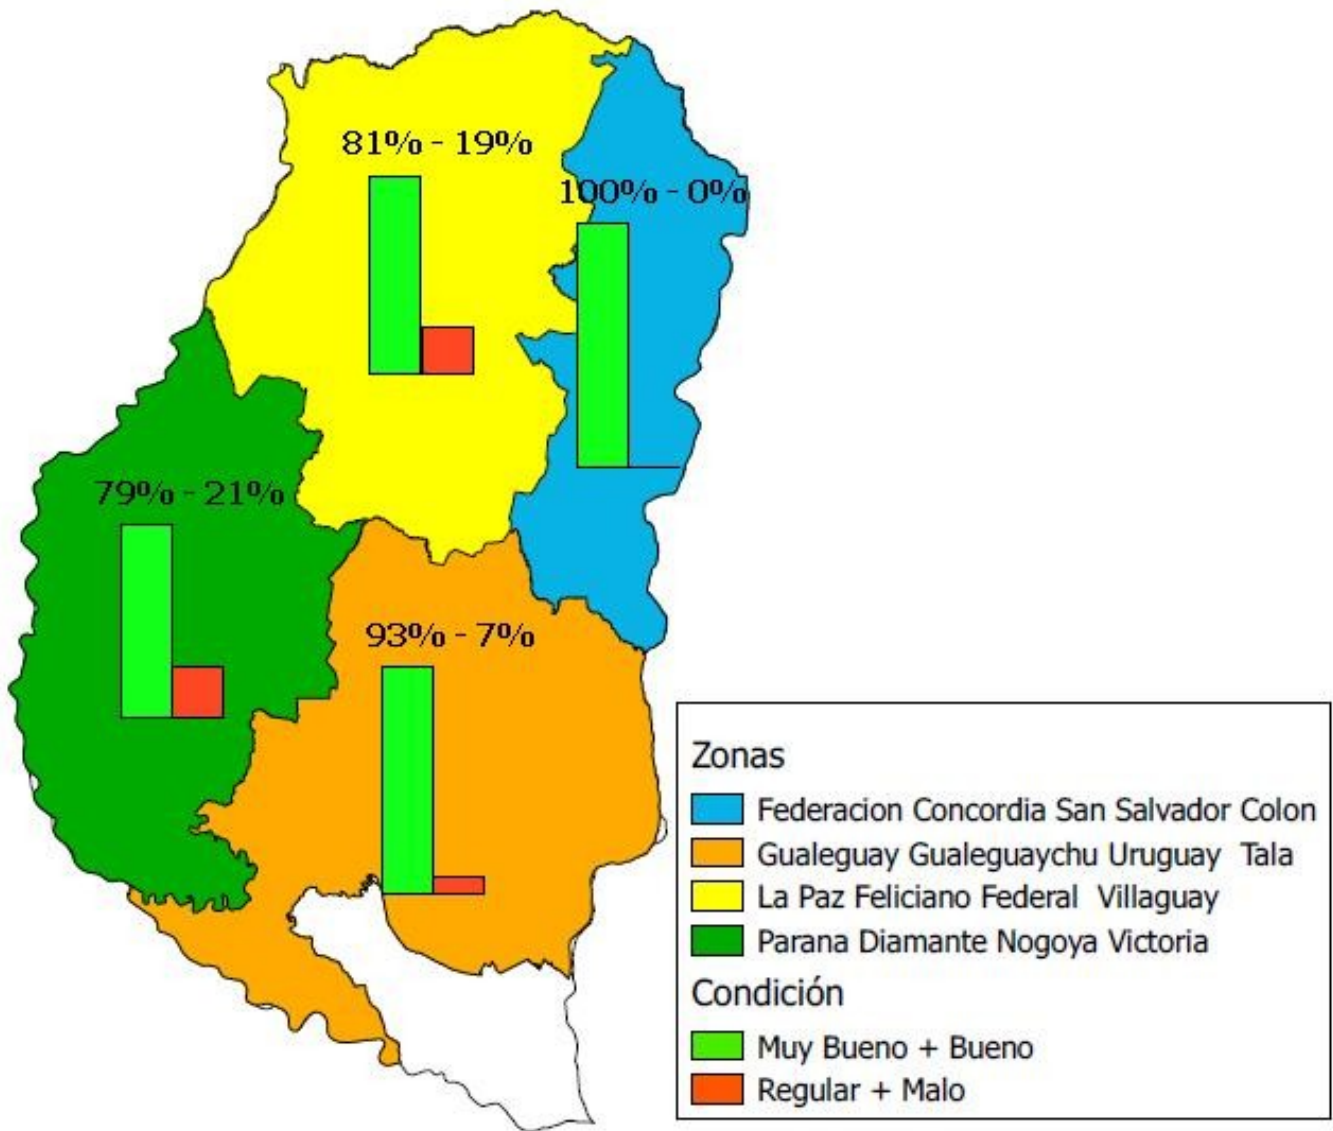 81% - 19%
100% - 0%
79% - 21%
93% - 7%
Zonas
Federacion Concordia San Salvador Colon
Gualeguay Gualeguaychu Uruguay Tala
La Paz Feliciano Federal Villaguay
Parana Diamante Nogoya Victoria
Condición
Muy Bueno + Bueno
Regular + Malo